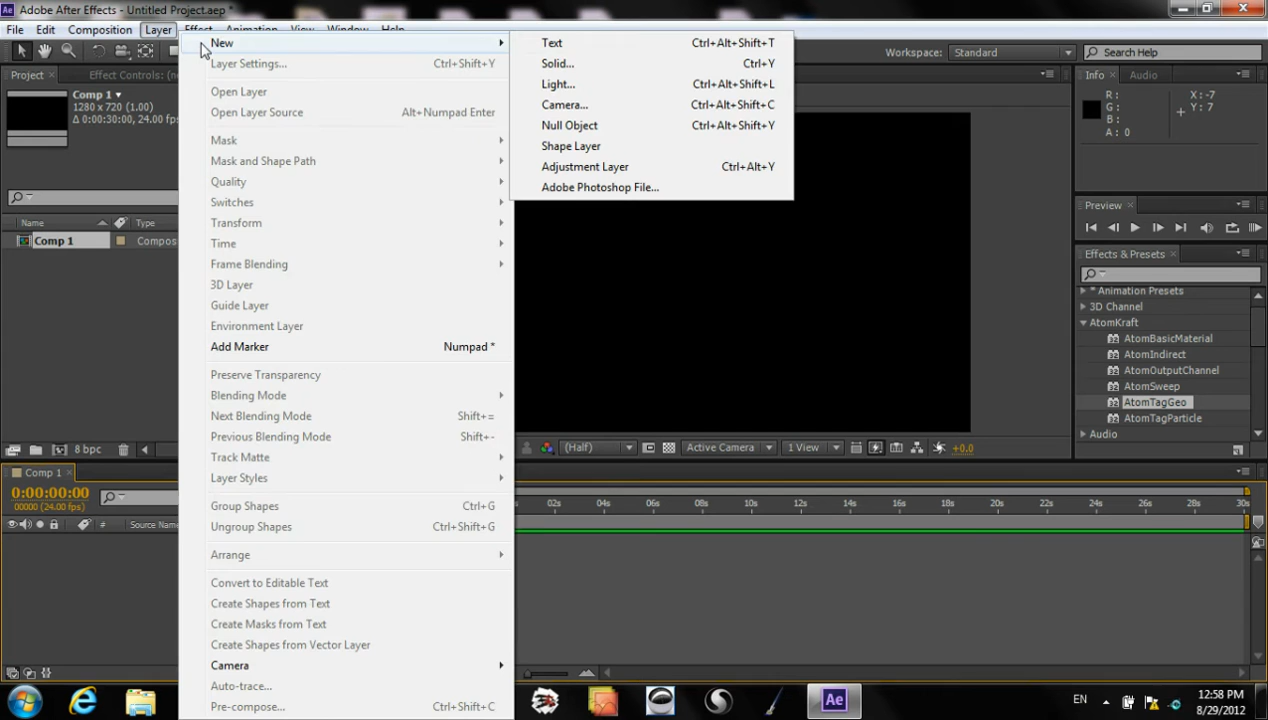 Adobe After Effects - Untitled Project.aep *
File Edit Composition Layer Effect Animation View Window Help
Workspace: Standard
Search Help
Project
Effect Controls: (n
Comp 1
1280 x 720 (1.00)
Δ 0:00:30:00, 24.00 fps
Name Type
Comp 1 Compos
8 bpc
New
Layer Settings... Ctrl+Shift+Y
Open Layer
Open Layer Source Alt+Numpad Enter
Mask
Mask and Shape Path
Quality
Switches
Transform
Time
Frame Blending
3D Layer
Guide Layer
Environment Layer
Add Marker Numpad *
Preserve Transparency
Blending Mode
Next Blending Mode Shift+=
Previous Blending Mode Shift+-
Track Matte
Layer Styles
Group Shapes Ctrl+G
Ungroup Shapes Ctrl+Shift+G
Arrange
Convert to Editable Text
Create Shapes from Text
Create Masks from Text
Create Shapes from Vector Layer
Camera
Auto-trace...
Pre-compose... Ctrl+Shift+C
Text Ctrl+Alt+Shift+T
Solid... Ctrl+Y
Light... Ctrl+Alt+Shift+L
Camera... Ctrl+Alt+Shift+C
Null Object Ctrl+Alt+Shift+Y
Shape Layer
Adjustment Layer Ctrl+Alt+Y
Adobe Photoshop File...
Info Audio
R: X: -7
G: Y: 7
B:
A: 0
Preview
Effects & Presets
* Animation Presets
3D Channel
AtomKraft
AtomBasicMaterial
AtomIndirect
AtomOutputChannel
AtomSweep
AtomTagGeo
AtomTagParticle
Audio
(Half) Active Camera 1 View +0.0
Comp 1
0:00:00:00
00000 (24.00 fps)
# Source Nam
02s 04s 06s 08s 10s 12s 14s 16s 18s 20s 22s 24s 26s 28s 30s
Ae
EN
12:58 PM
8/29/2012